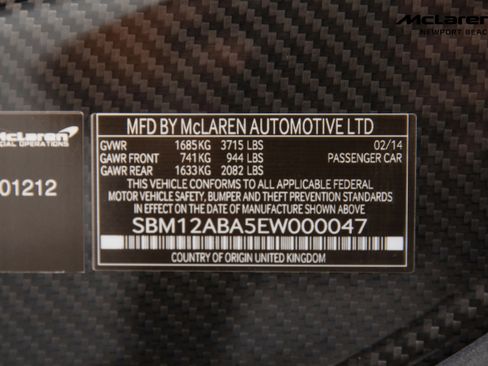 McLaren
NEWPORT BEACH
MFD BY McLAREN AUTOMOTIVE LTD
GVWR 1685KG 3715 LBS 02/14
GAWR FRONT 741KG 944 LBS PASSENGER CAR
GAWR REAR 1633KG 2082 LBS
THIS VEHICLE CONFORMS TO ALL APPLICABLE FEDERAL
MOTOR VEHICLE SAFETY, BUMPER AND THEFT PREVENTION STANDARDS
IN EFFECT ON THE DATE OF MANUFACTURE SHOWN ABOVE
SBM12ABA5EW000047
COUNTRY OF ORIGIN UNITED KINGDOM
McLaren
CIAL OPERATIONS
01212